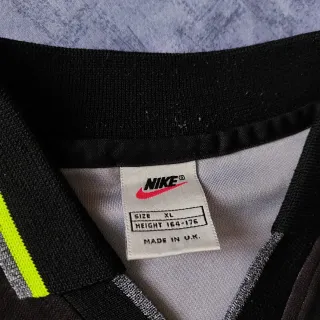 NIKE®
SIZE XL
HEIGHT 164-176
MADE IN U.K.